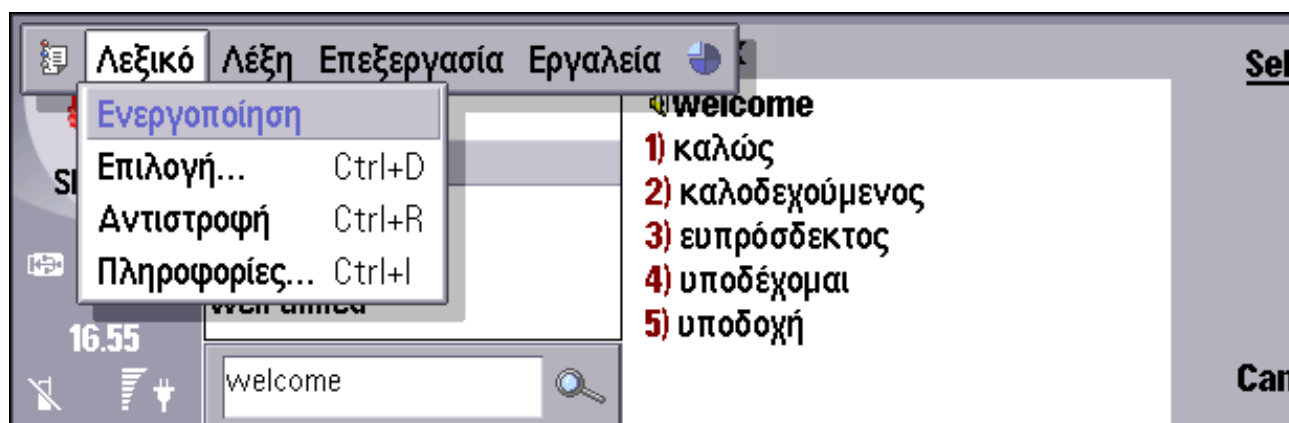 Λεξικό Λέξη Επεξεργασία Εργαλεία
Ενεργοποίηση
Επιλογή... Ctrl+D
Αντιστροφή Ctrl+R
Πληροφορίες... Ctrl+I
16.55
welcome
welcome
1) καλώς
2) καλοδεχούμενος
3) ευπρόσδεκτος
4) υποδέχομαι
5) υποδοχή
Sel
Can